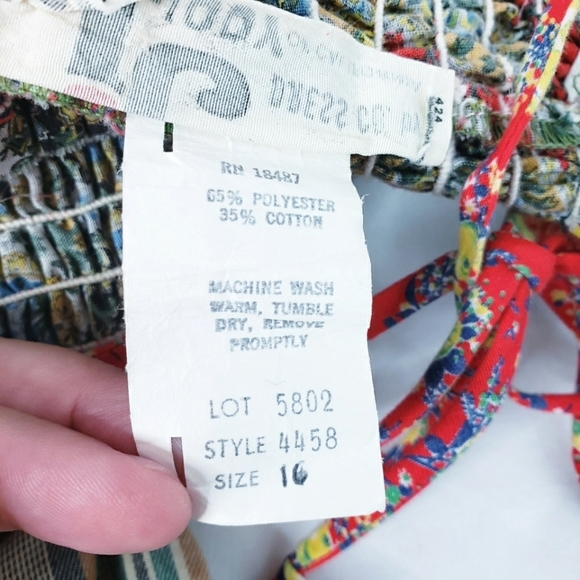 424
RN 18487
65% POLYESTER
35% COTTON
MACHINE WASH
WARM, TUMBLE
DRY, REMOVE
PROMPTLY
LOT 5802
STYLE 4458
SIZE 16